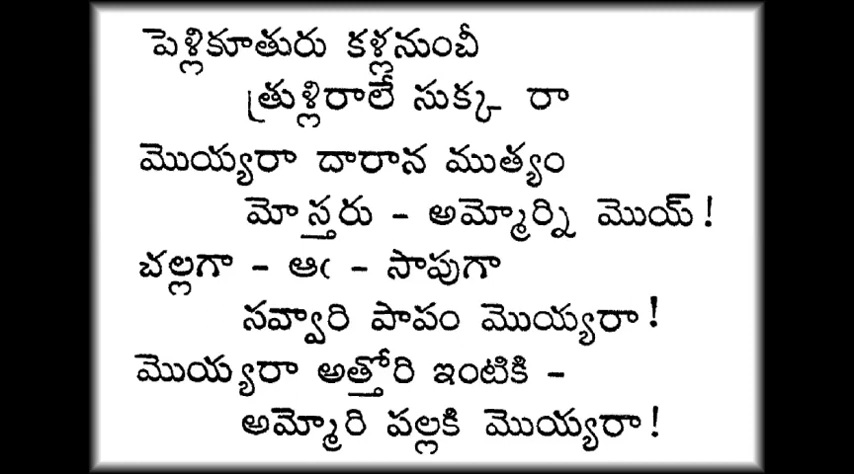 పెళ్లికూతురు కళ్లనుంచీ
త్రుళ్లిరాలే సుక్క రా
మొయ్యరా దారాన ముత్యం
మోస్తరు - అమ్మోర్ని మొయ్!
చల్లగా - ఆఁ - సాపుగా
సవ్వారి పాపం మొయ్యరా!
మొయ్యరా అత్తోరి ఇంటికి -
అమ్మోరి పల్లకి మొయ్యరా!